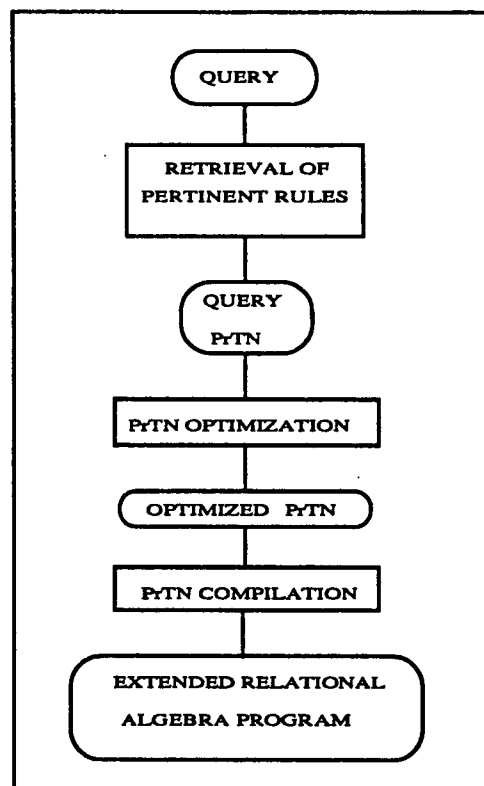 QUERY
RETRIEVAL OF
PERTINENT RULES
QUERY
PrTN
PrTN OPTIMIZATION
OPTIMIZED PrTN
PrTN COMPILATION
EXTENDED RELATIONAL
ALGEBRA PROGRAM